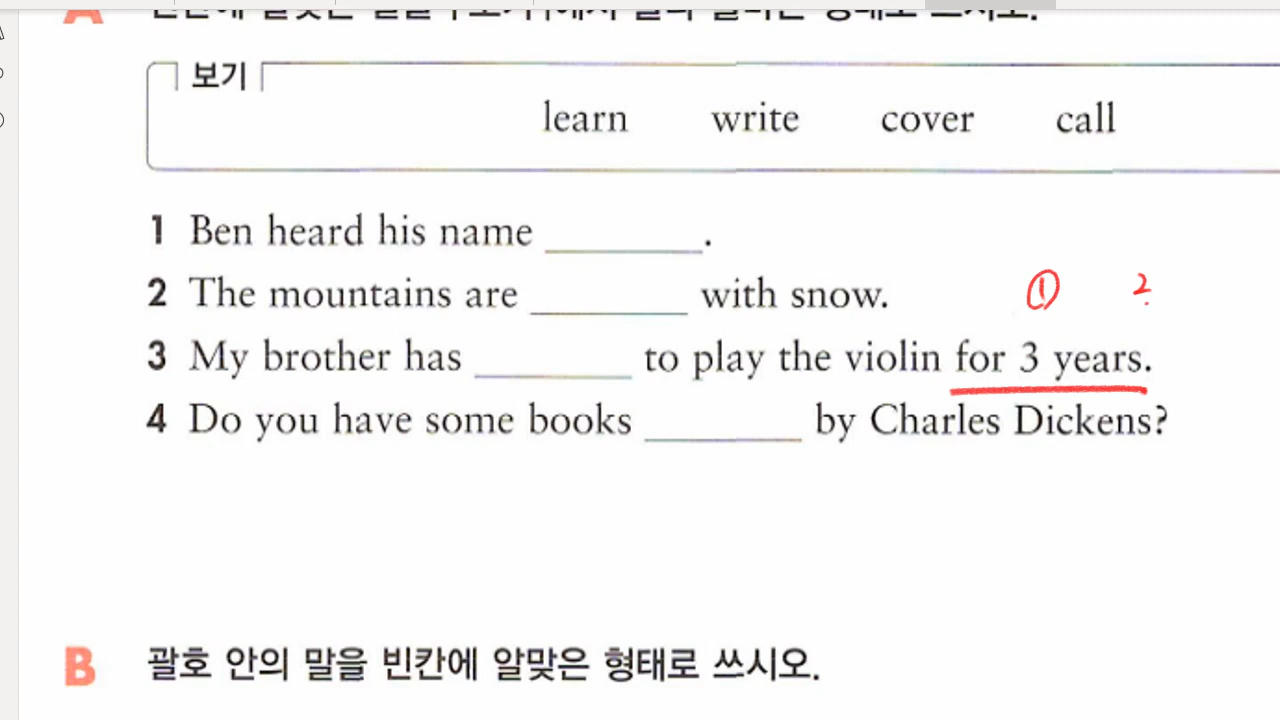 보기
learn write cover call
1 Ben heard his name ________.
2 The mountains are ________ with snow.
① 2
3 My brother has ________ to play the violin for 3 years.
4 Do you have some books ________ by Charles Dickens?
B 괄호 안의 말을 빈칸에 알맞은 형태로 쓰시오.